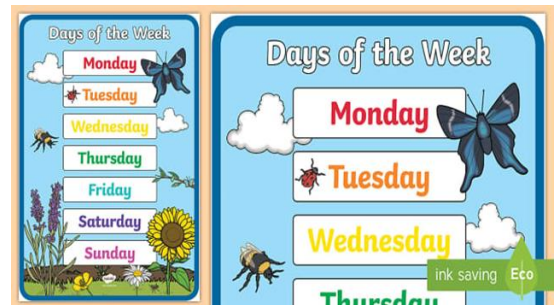 Days of the Week
Monday
Tuesday
Wednesday
Thursday
Friday
Saturday
Sunday
Days of the Week
Monday
Tuesday
Wednesday
Thursday
ink saving Eco